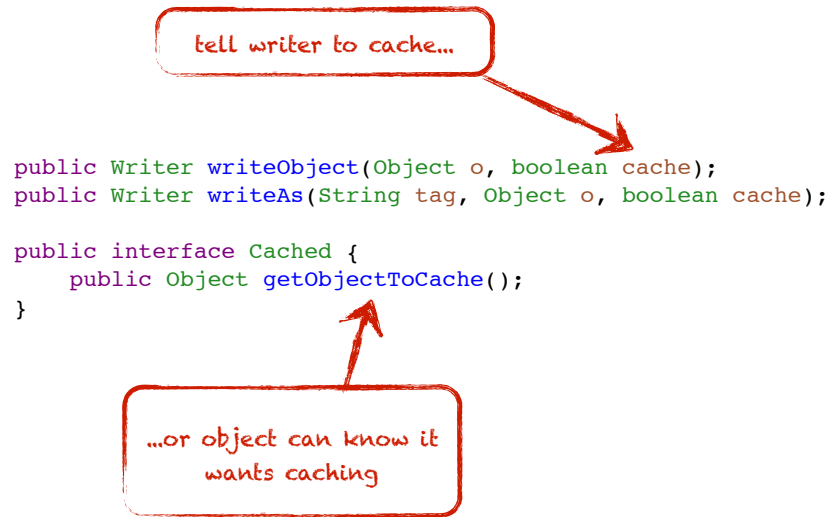 tell writer to cache...
public Writer writeObject(Object o, boolean cache);
public Writer writeAs(String tag, Object o, boolean cache);
public interface Cached {
    public Object getObjectToCache();
}
...or object can know it
wants caching